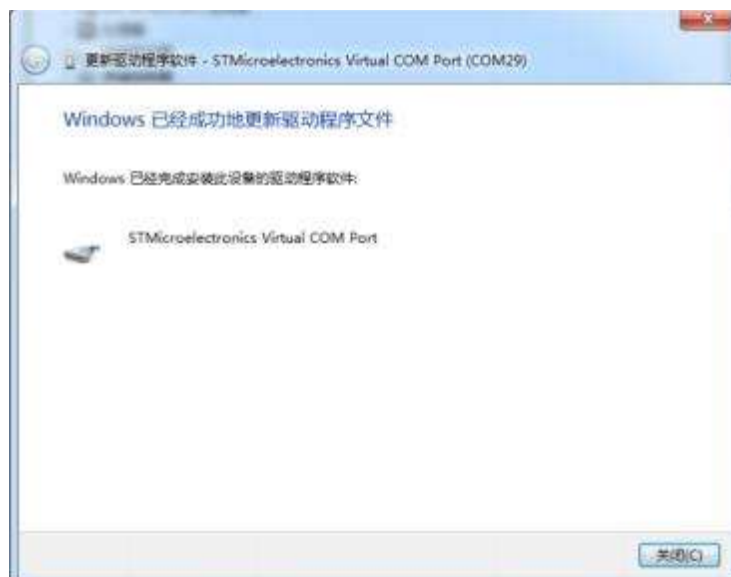 更新驱动程序软件 - STMicroelectronics Virtual COM Port (COM29)
Windows 已经成功地更新驱动程序文件
Windows 已经完成安装此设备的驱动程序软件:
STMicroelectronics Virtual COM Port
关闭(C)